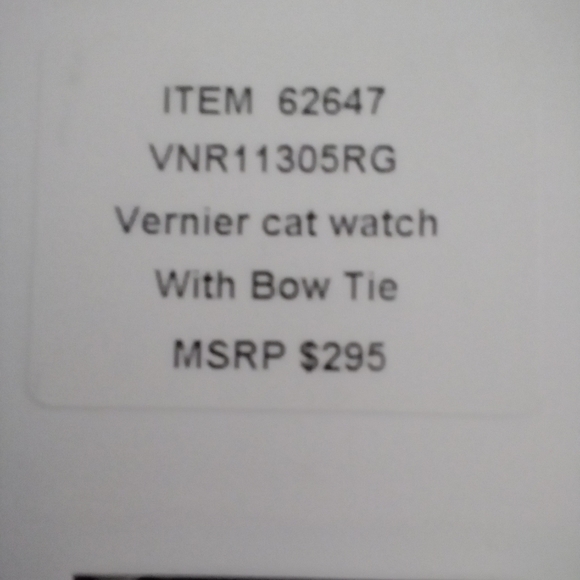 ITEM 62647
VNR11305RG
Vernier cat watch
With Bow Tie
MSRP $295